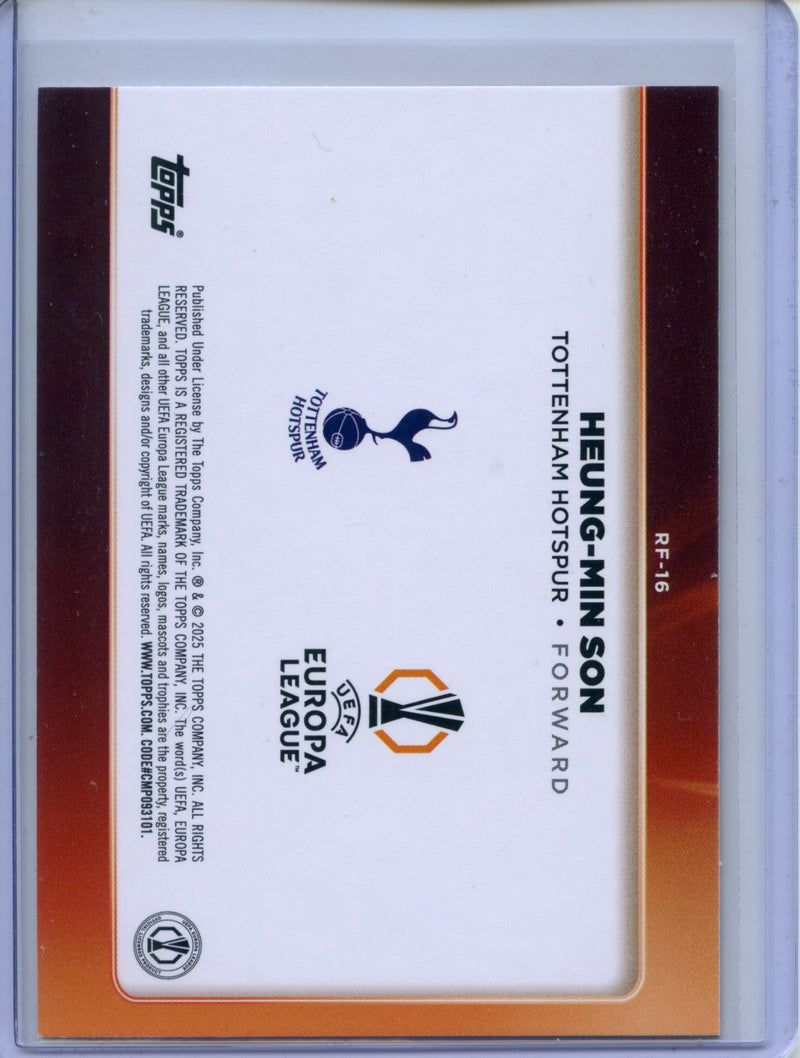 RF-16
HEUNG-MIN SON
TOTTENHAM HOTSPUR • FORWARD
TOTTENHAM
HOTSPUR
UEFA
EUROPA
LEAGUE™
TOPPS®
Published Under License by The Topps Company, Inc. ® & © 2025 THE TOPPS COMPANY, INC. ALL RIGHTS
RESERVED. TOPPS IS A REGISTERED TRADEMARK OF THE TOPPS COMPANY, INC. The word(s) UEFA, EUROPA
LEAGUE, and all other UEFA Europa League marks, names, logos, mascots and trophies are the property, registered
trademarks, designs and/or copyright of UEFA. All rights reserved. WWW.TOPPS.COM. CODE#CMP093101.